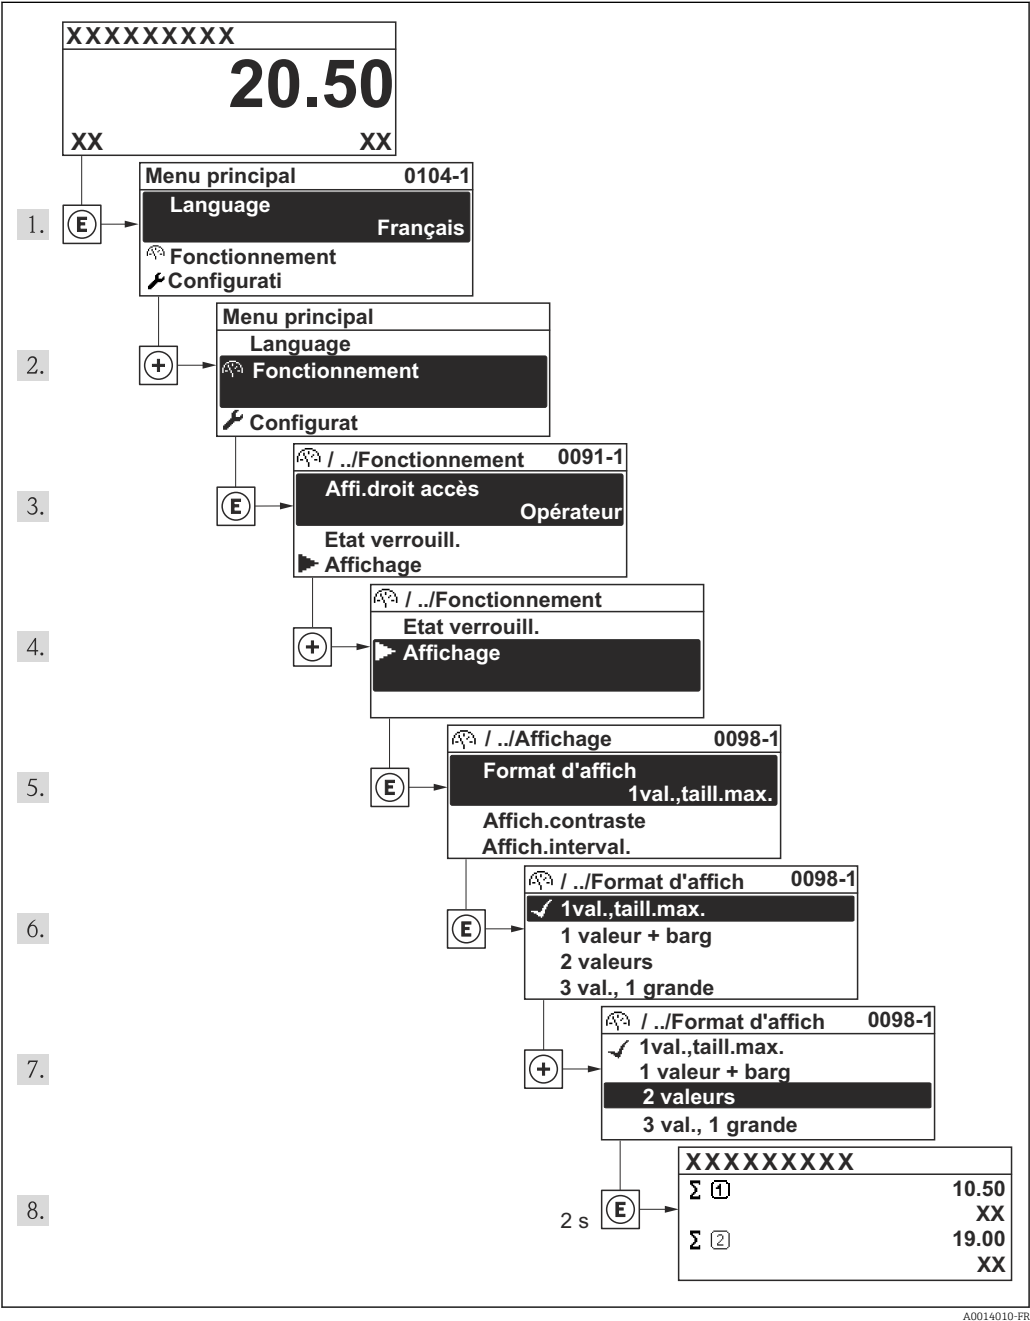 XXXXXXXXX
20.50
XX XX
Menu principal 0104-1
Language
Français
Fonctionnement
Configurati
1. E
Menu principal
Language
Fonctionnement
Configurat
2. +
/ ../Fonctionnement 0091-1
Affi.droit accès
Opérateur
Etat verrouill.
Affichage
3. E
/ ../Fonctionnement
Etat verrouill.
Affichage
4. +
/ ../Affichage 0098-1
Format d'affich
1val.,taill.max.
Affich.contraste
Affich.interval.
5. E
/ ../Format d'affich 0098-1
1val.,taill.max.
1 valeur + barg
2 valeurs
3 val., 1 grande
6. E
/ ../Format d'affich 0098-1
1val.,taill.max.
1 valeur + barg
2 valeurs
3 val., 1 grande
7. +
XXXXXXXXX
Σ 1 10.50
XX
Σ 2 19.00
XX
8. 2 s E
A0014010-FR